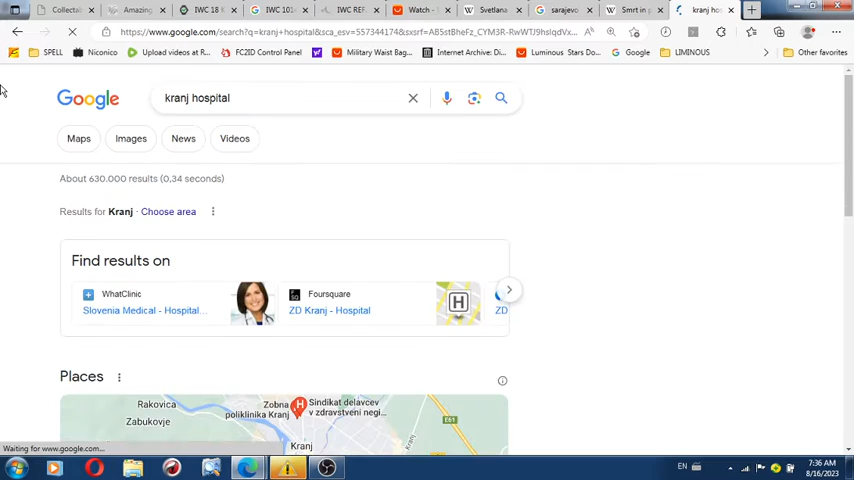 Collectab
Amazing
IWC 18 K
IWC 101
IWC REF
Watch -
Svetlana
sarajevo
Smrt in p
kranj hos
https://www.google.com/search?q=kranj+hospital&sca_esv=557344174&sxsrf=
SPELL
Niconico
Upload videos at R...
FC2ID Control Panel
Military Waist Bag...
Internet Archive: Di...
Luminous Stars Do...
Google
LIMINOUS
Other favorites
Google
kranj hospital
Maps
Images
News
Videos
About 630.000 results (0,34 seconds)
Results for Kranj · Choose area
Find results on
WhatClinic
Slovenia Medical - Hospital...
Foursquare
ZD Kranj - Hospital
ZD
Places
Rakovica
Zabukovje
Zobna
poliklinika Kranj
Sindikat delavcev
v zdravstveni negi...
Kranj
Kranj
E61
Waiting for www.google.com...
EN
7:36 AM
8/16/2023